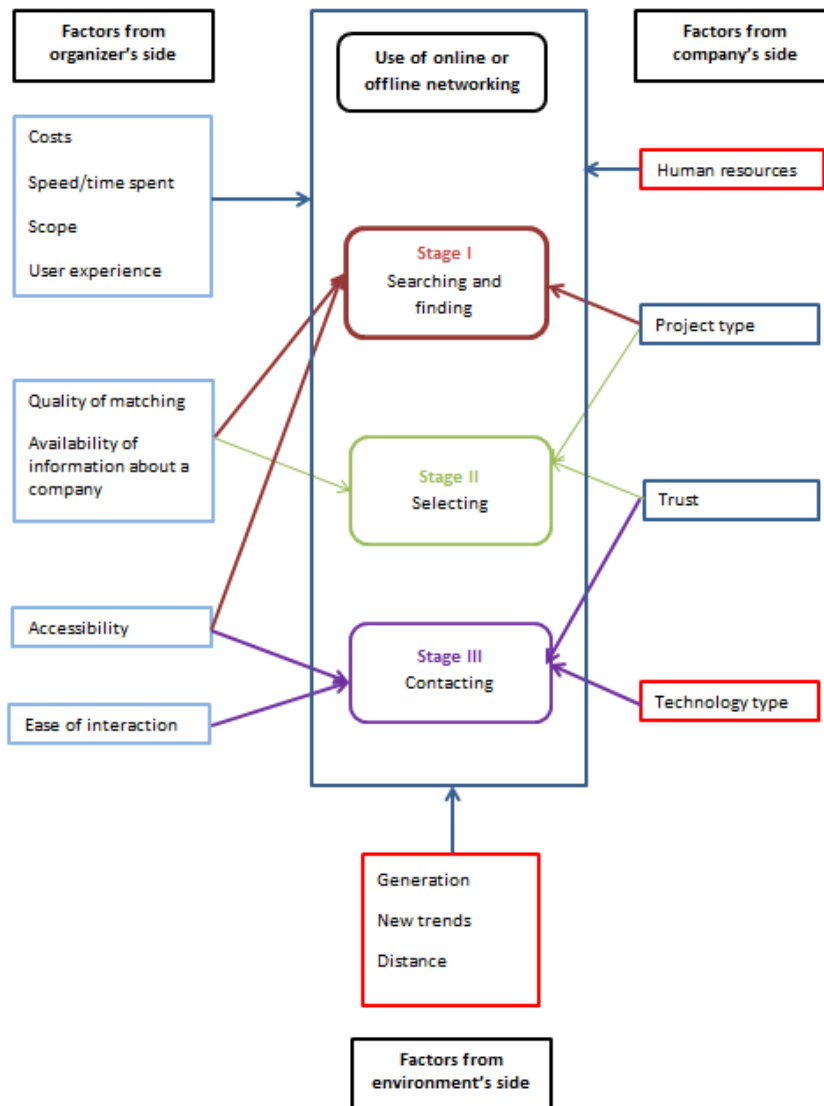 Factors from
organizer's side
Use of online or
offline networking
Factors from
company's side
Costs
Speed/time spent
Scope
User experience
Human resources
Stage I
Searching and
finding
Project type
Quality of matching
Availability of
information about a
company
Stage II
Selecting
Trust
Accessibility
Stage III
Contacting
Ease of interaction
Technology type
Generation
New trends
Distance
Factors from
environment's side